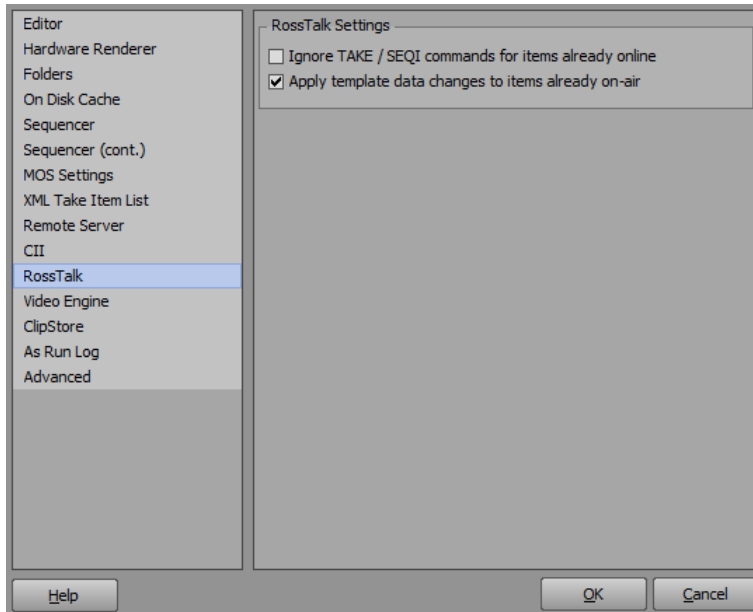 Editor
Hardware Renderer
Folders
On Disk Cache
Sequencer
Sequencer (cont.)
MOS Settings
XML Take Item List
Remote Server
CII
RossTalk
Video Engine
ClipStore
As Run Log
Advanced
RossTalk Settings
Ignore TAKE / SEQI commands for items already online
Apply template data changes to items already on-air
Help
OK
Cancel